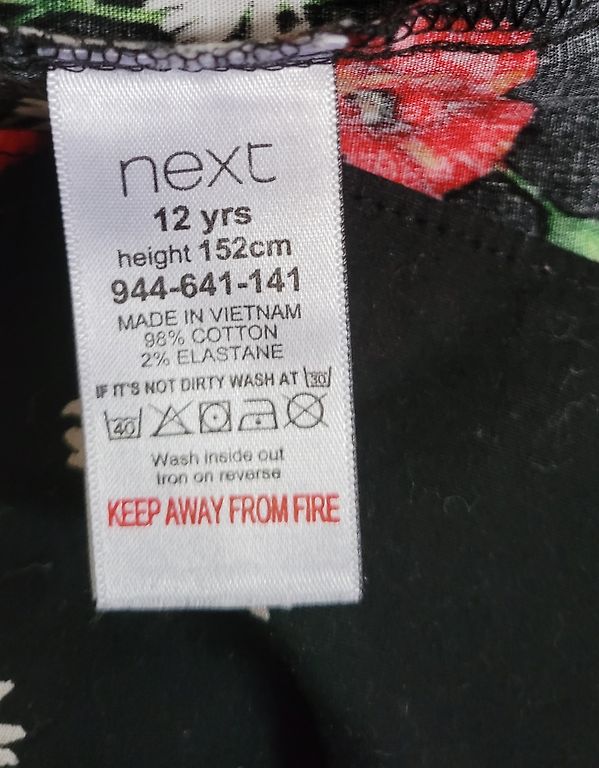 next
12 yrs
height 152cm
944-641-141
MADE IN VIETNAM
98% COTTON
2% ELASTANE
IF IT'S NOT DIRTY WASH AT 30
40
Wash inside out
Iron on reverse
KEEP AWAY FROM FIRE